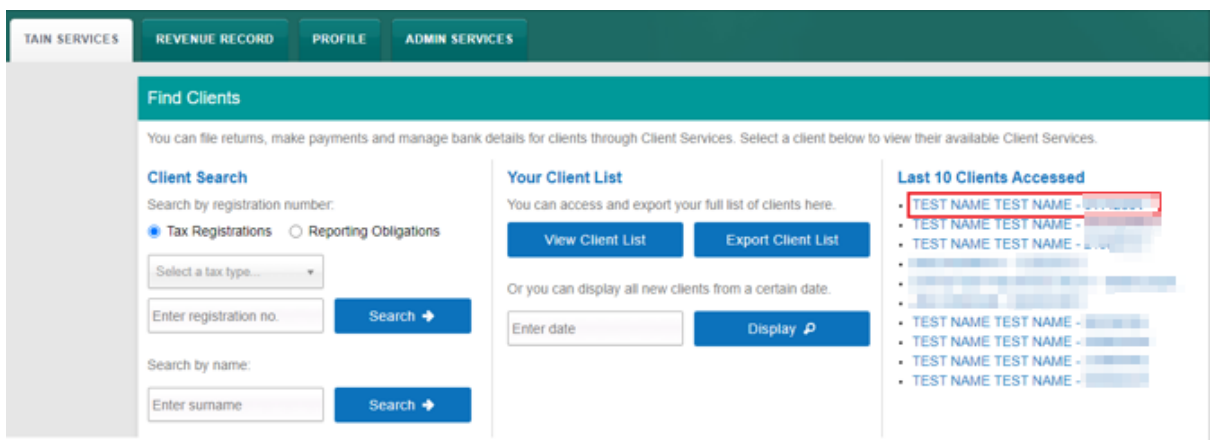 TAIN SERVICES
REVENUE RECORD
PROFILE
ADMIN SERVICES
Find Clients
You can file returns, make payments and manage bank details for clients through Client Services. Select a client below to view their available Client Services.
Client Search
Search by registration number:
Tax Registrations
Reporting Obligations
Select a tax type...
Enter registration no.
Search
Search by name:
Enter surname
Search
Your Client List
You can access and export your full list of clients here.
View Client List
Export Client List
Or you can display all new clients from a certain date.
Enter date
Display
Last 10 Clients Accessed
TEST NAME TEST NAME -
TEST NAME TEST NAME -
TEST NAME TEST NAME -
TEST NAME TEST NAME -
TEST NAME TEST NAME -
TEST NAME TEST NAME -
TEST NAME TEST NAME -